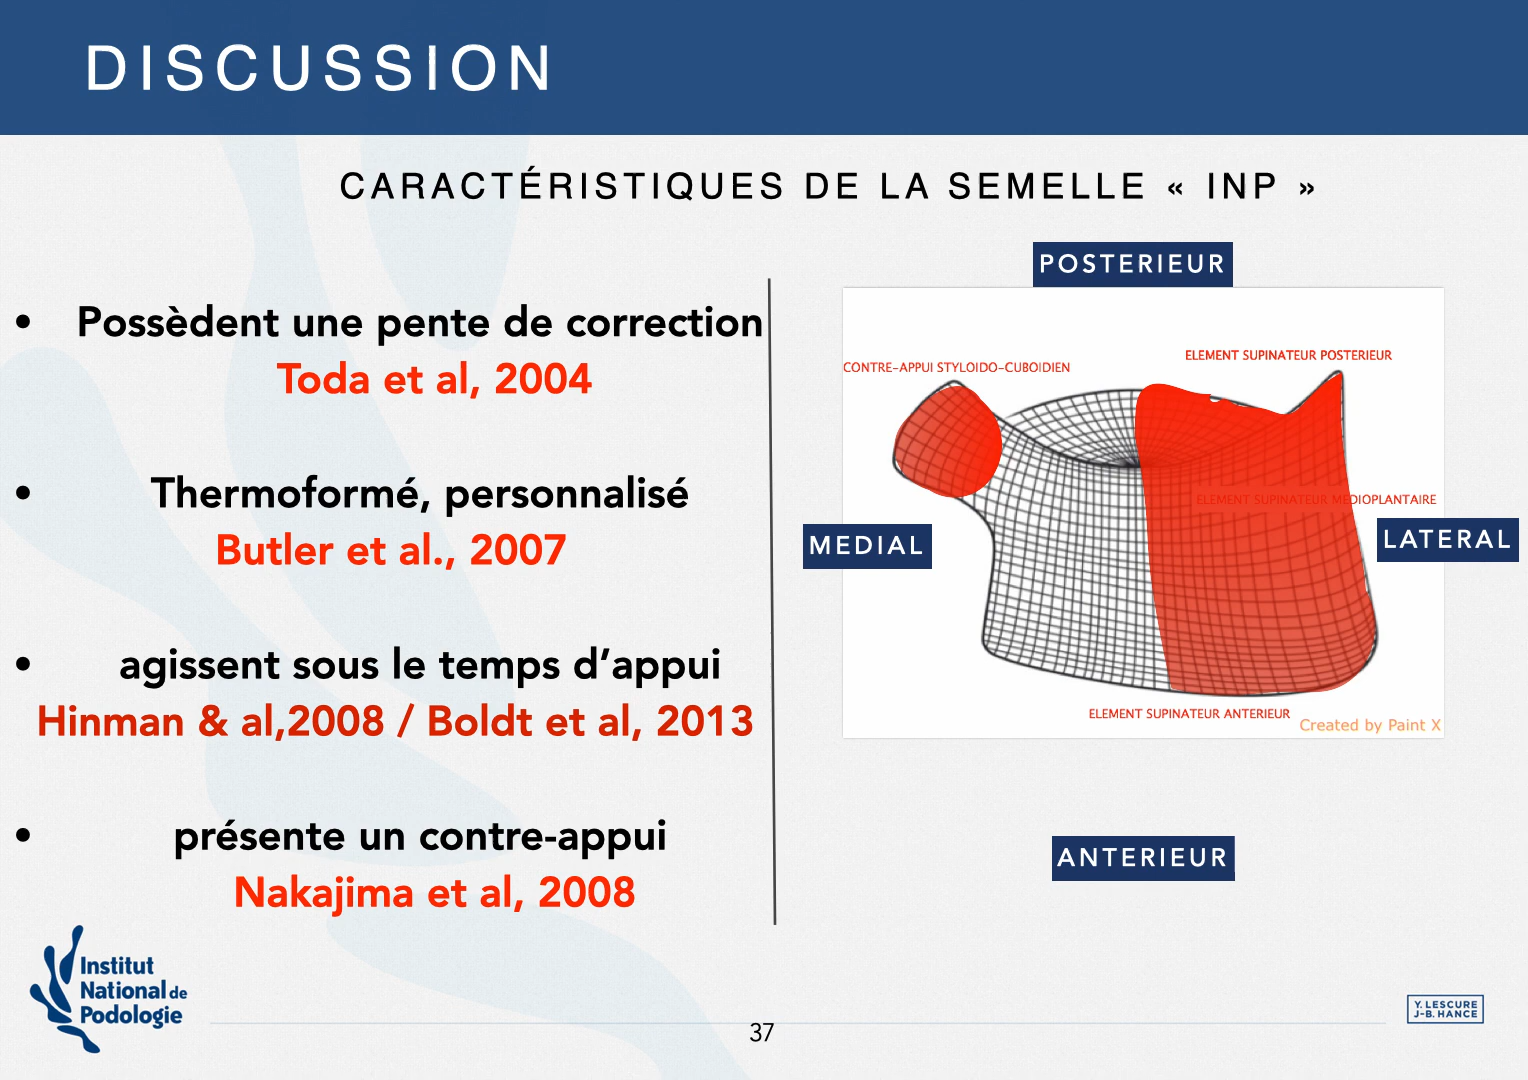 DISCUSSION
CARACTÉRISTIQUES DE LA SEMELLE « INP »
• Possèdent une pente de correction
Toda et al, 2004
• Thermoformé, personnalisé
Butler et al., 2007
• agissent sous le temps d’appui
Hinman & al,2008 / Boldt et al, 2013
• présente un contre-appui
Nakajima et al, 2008
POSTERIEUR
ELEMENT SUPINATEUR POSTERIEUR
CONTRE-APPUI STYLOIDO-CUBOIDIEN
ELEMENT SUPINATEUR MEDIOPLANTAIRE
MEDIAL
LATERAL
ELEMENT SUPINATEUR ANTERIEUR
Created by Paint X
ANTERIEUR
Institut
National de
Podologie
Y. LESCURE
J-B. HANCE
37